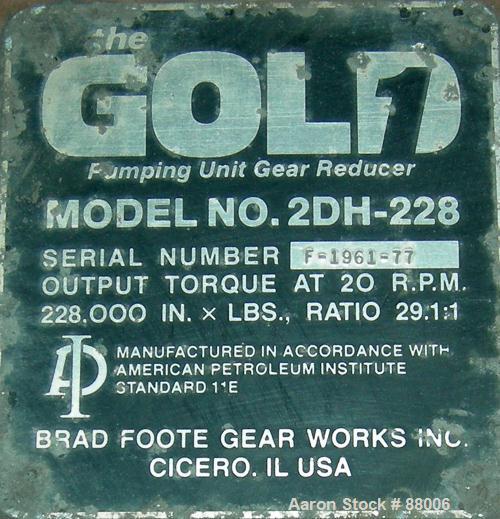 the
GOLD1
Pumping Unit Gear Reducer
MODEL NO. 2DH-228
SERIAL NUMBER F-1961-77
OUTPUT TORQUE AT 20 R.P.M.
228,000 IN. × LBS., RATIO 29.1:1
API
MANUFACTURED IN ACCORDANCE WITH
AMERICAN PETROLEUM INSTITUTE
STANDARD 11E
BRAD FOOTE GEAR WORKS INC.
CICERO, IL USA
Aaron Stock # 88006